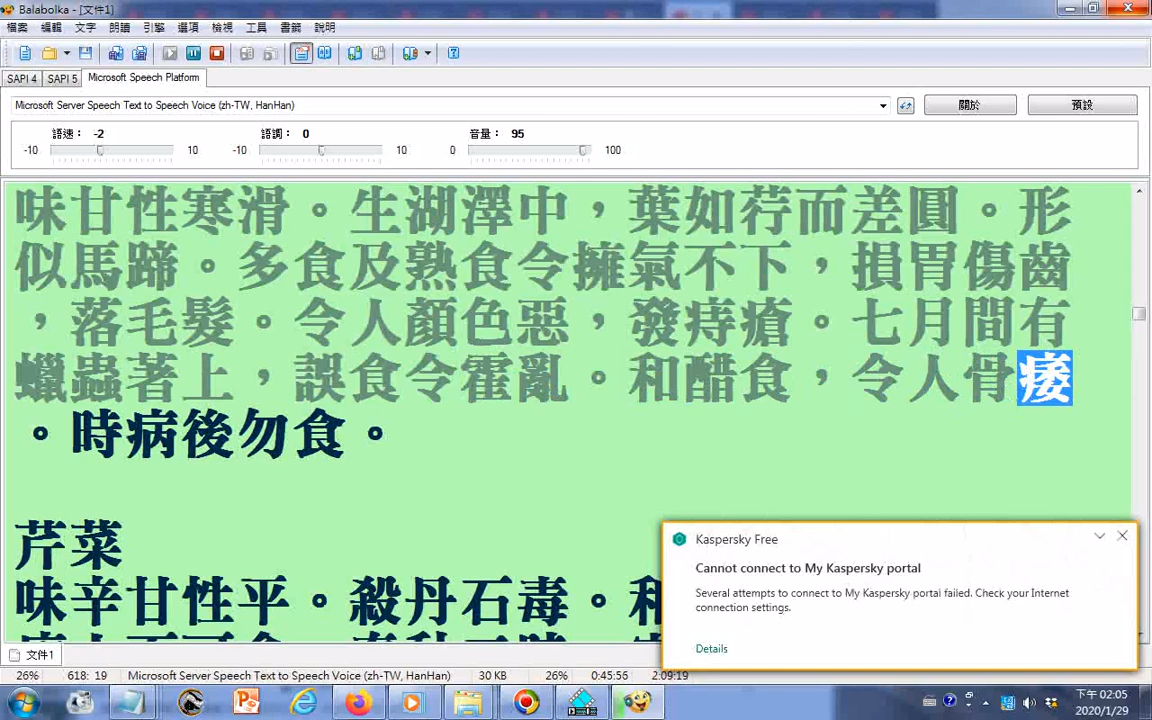 Balabolka - [文件1]
檔案 編輯 文字 朗讀 引擎 選項 檢視 工具 書籤 說明
SAPI 4 SAPI 5 Microsoft Speech Platform
Microsoft Server Speech Text to Speech Voice (zh-TW, HanHan) 關於 預設
語速： -2 語調： 0 音量： 95
-10 10 -10 10 0 100
味甘性寒滑。生湖澤中，葉如荇而差圓。形
似馬蹄。多食及熟食令擁氣不下，損胃傷齒
，落毛髮。令人顏色惡，發痔瘡。七月間有
蠟蟲著上，誤食令霍亂。和醋食，令人骨痿
。時病後勿食。
芹菜
味辛甘性平。殺丹石毒。和
Kaspersky Free
Cannot connect to My Kaspersky portal
Several attempts to connect to My Kaspersky portal failed. Check your Internet
connection settings.
Details
文件1
26% 618: 19 Microsoft Server Speech Text to Speech Voice (zh-TW, HanHan) 30 KB 26% 0:45:56 2:09:19
下午 02:05
2020/1/29